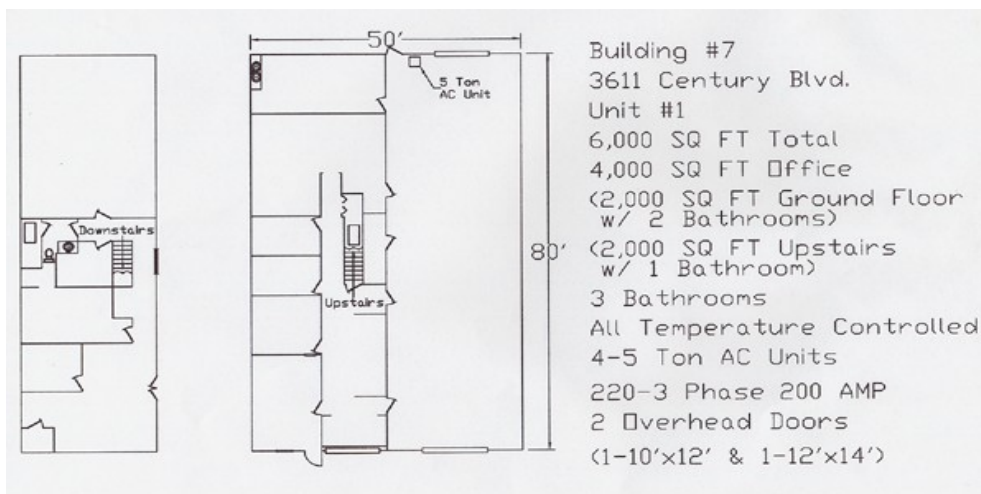 50'
5 Ton
AC Unit
Downstairs
Upstairs
80'
Building #7
3611 Century Blvd.
Unit #1
6,000 SQ FT Total
4,000 SQ FT Office
(2,000 SQ FT Ground Floor
w/ 2 Bathrooms)
(2,000 SQ FT Upstairs
w/ 1 Bathroom)
3 Bathrooms
All Temperature Controlled
4-5 Ton AC Units
220-3 Phase 200 AMP
2 Overhead Doors
(1-10'x12' & 1-12'x14')